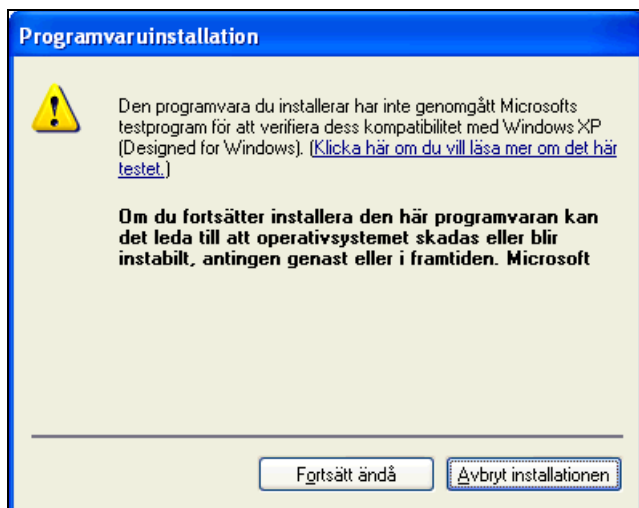 Programvaruinstallation
Den programvara du installerar har inte genomgått Microsofts
testprogram för att verifiera dess kompatibilitet med Windows XP
(Designed for Windows). (Klicka här om du vill läsa mer om det här
testet.)
Om du fortsätter installera den här programvaran kan
det leda till att operativsystemet skadas eller blir
instabilt, antingen genast eller i framtiden. Microsoft
Fortsätt ändå
Avbryt installationen